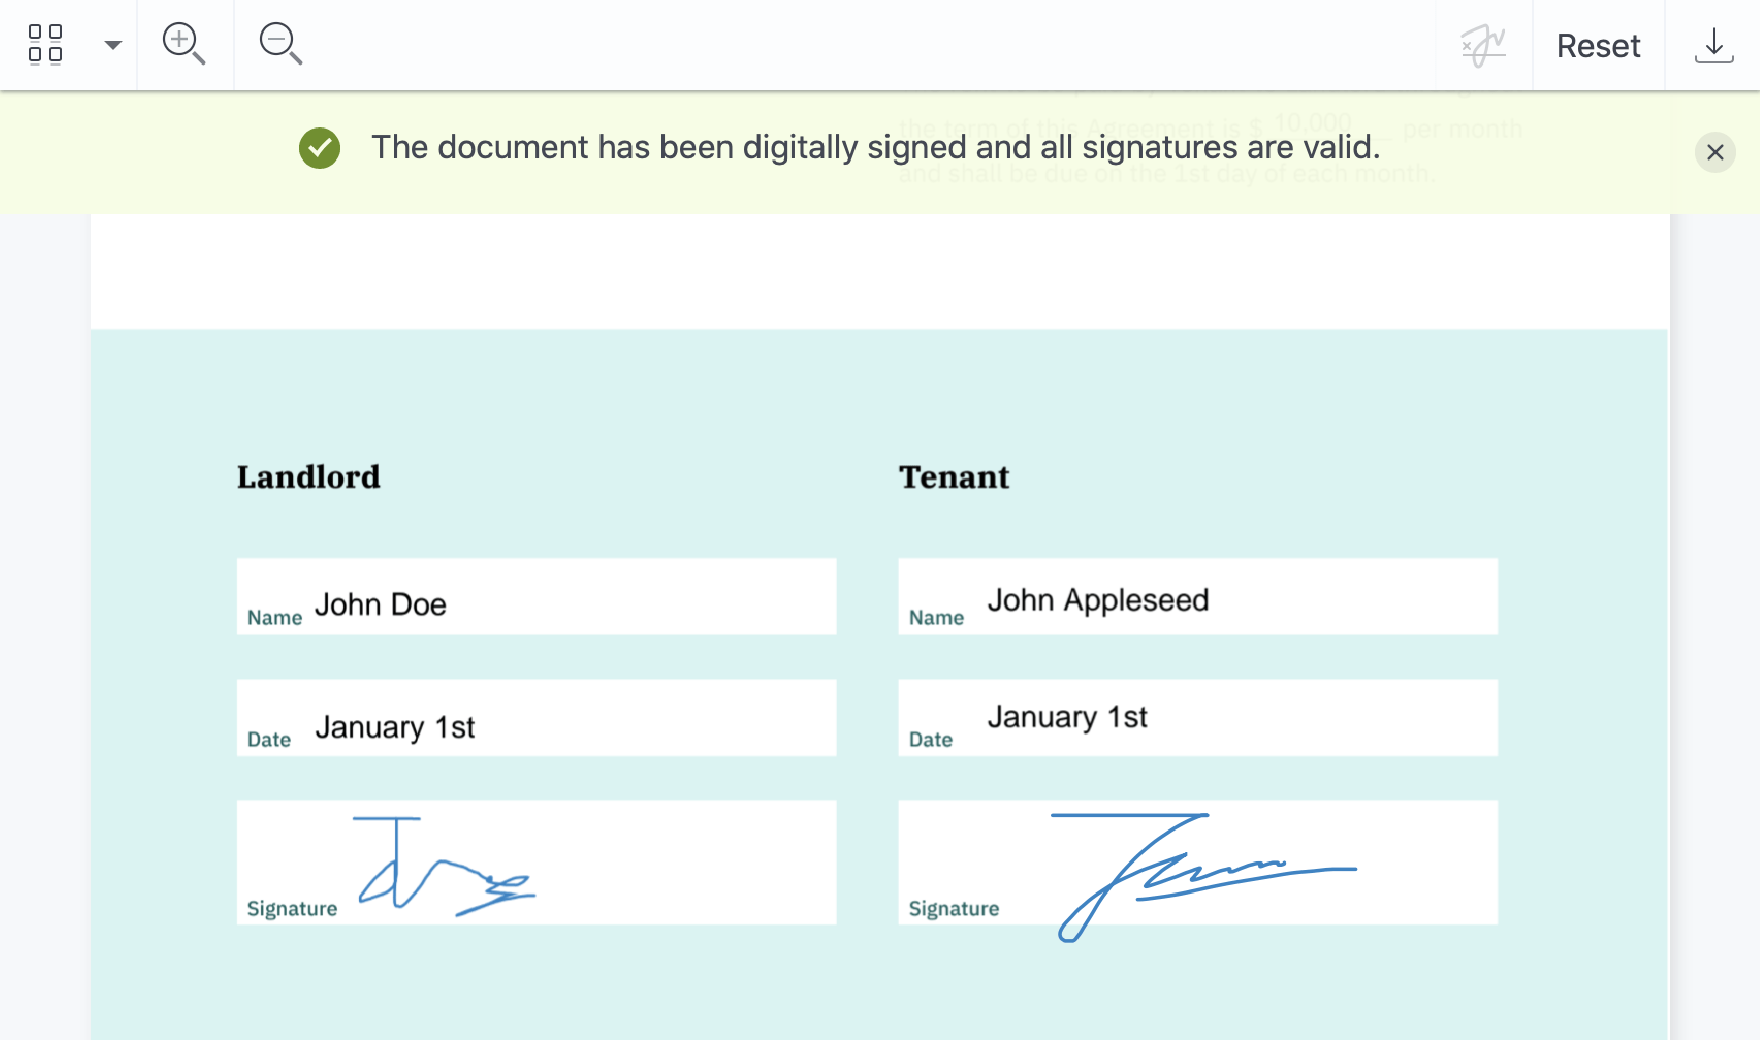 Reset
the term of this Agreement is $ 10,000 per month
The document has been digitally signed and all signatures are valid.
and shall be due on the 1st day of each month.
Landlord
Tenant
Name John Doe
Name John Appleseed
Date January 1st
Date January 1st
Signature
Signature